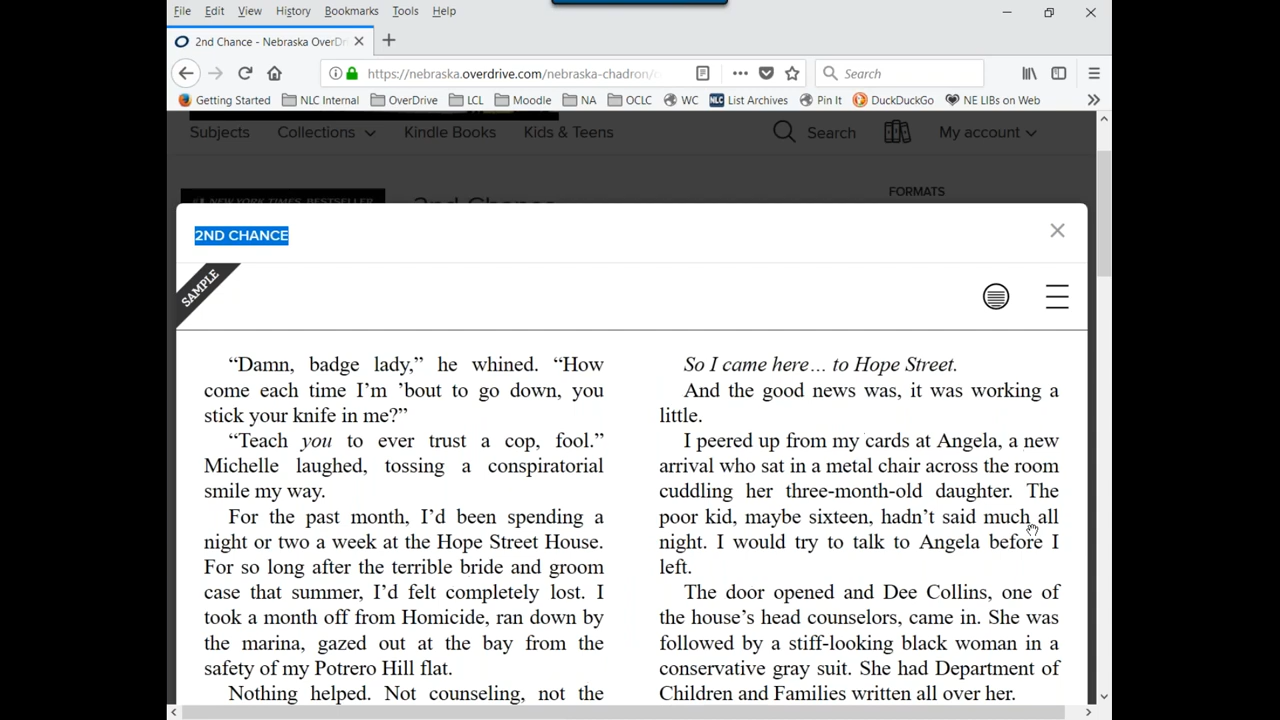 File Edit View History Bookmarks Tools Help
2nd Chance - Nebraska OverDri
https://nebraska.overdrive.com/nebraska-chadron/
Search
Getting Started NLC Internal OverDrive LCL Moodle NA OCLC WC NLC List Archives Pin It DuckDuckGo NE LIBs on Web
Subjects Collections Kindle Books Kids & Teens Search My account
FORMATS
#1 NEW YORK TIMES BESTSELLER
2nd Chance
2ND CHANCE
SAMPLE
“Damn, badge lady,” he whined. “How
come each time I’m ’bout to go down, you
stick your knife in me?”
“Teach you to ever trust a cop, fool.”
Michelle laughed, tossing a conspiratorial
smile my way.
For the past month, I’d been spending a
night or two a week at the Hope Street House.
For so long after the terrible bride and groom
case that summer, I’d felt completely lost. I
took a month off from Homicide, ran down by
the marina, gazed out at the bay from the
safety of my Potrero Hill flat.
Nothing helped. Not counseling, not the
So I came here… to Hope Street.
And the good news was, it was working a
little.
I peered up from my cards at Angela, a new
arrival who sat in a metal chair across the room
cuddling her three-month-old daughter. The
poor kid, maybe sixteen, hadn’t said much all
night. I would try to talk to Angela before I
left.
The door opened and Dee Collins, one of
the house’s head counselors, came in. She was
followed by a stiff-looking black woman in a
conservative gray suit. She had Department of
Children and Families written all over her.